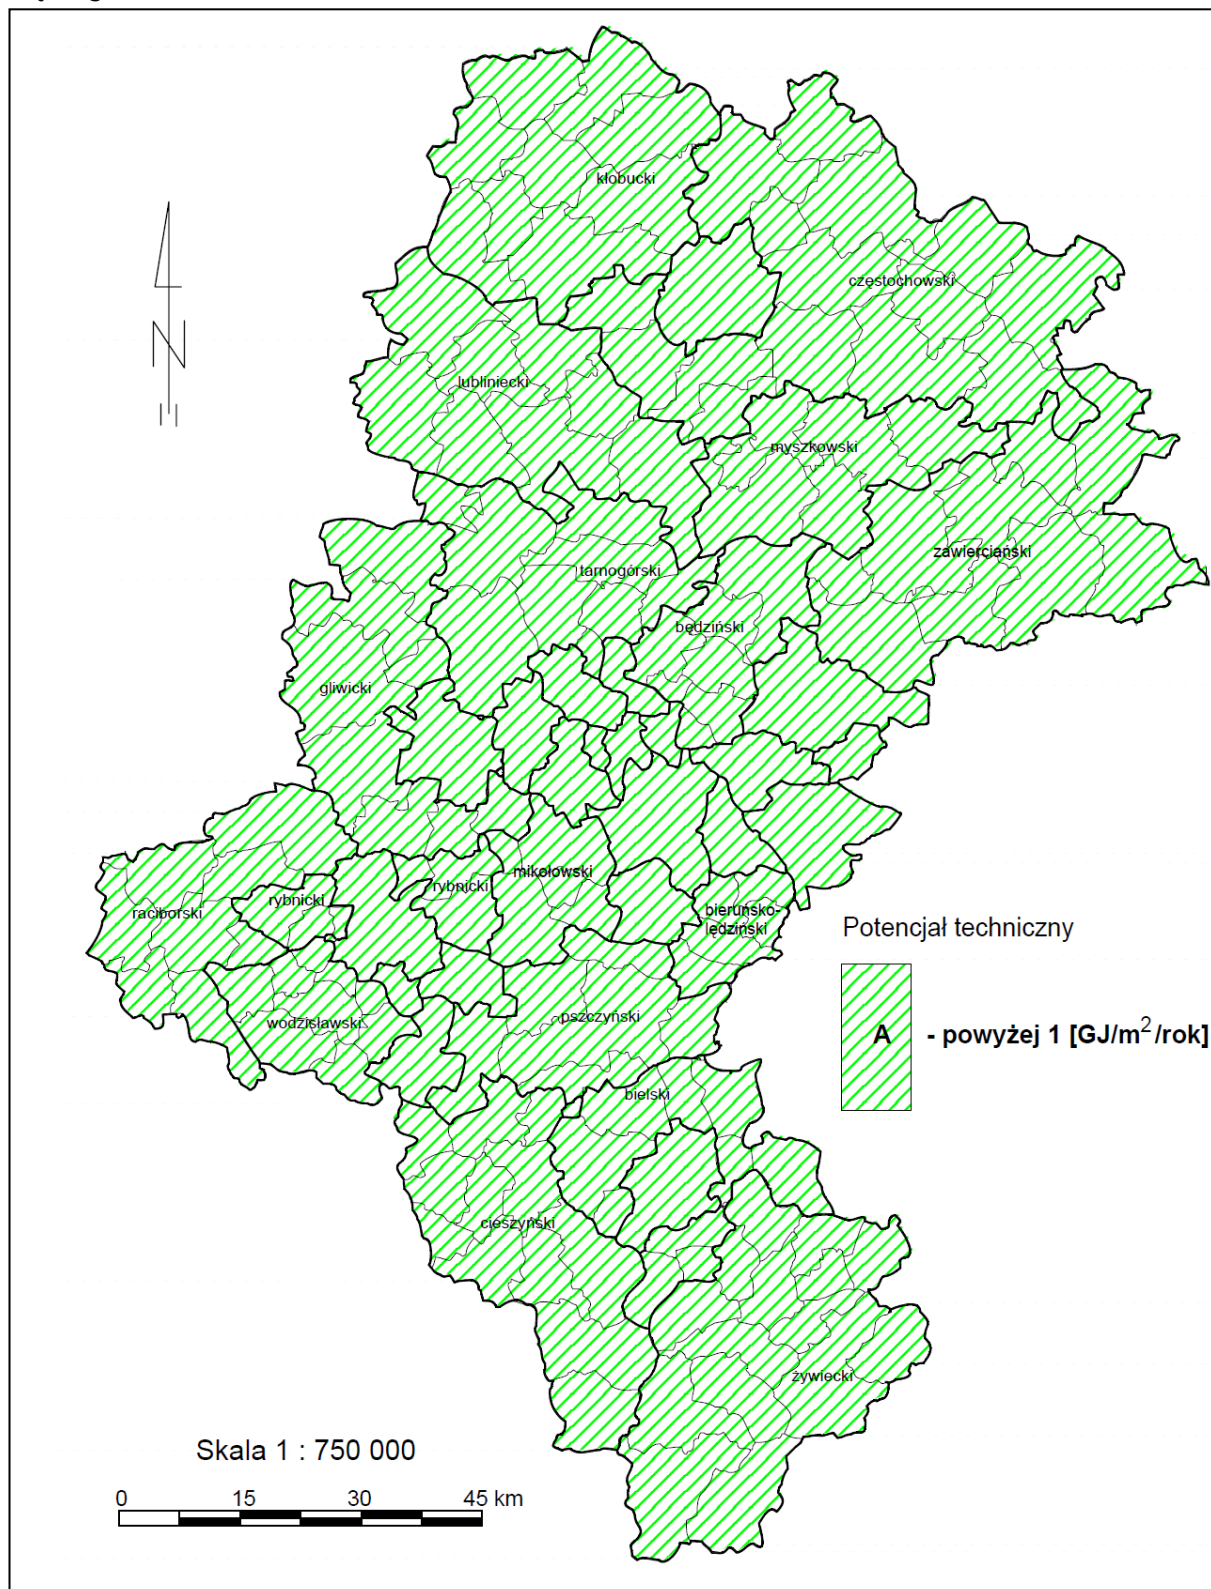 kłobucki
częstochowski
lubliniecki
myszkowski
zawierciański
tarnogórski
będziński
gliwicki
mikołowski
rybnicki
rybnicki
raciborski
bieruńsko-
lędziński
Potencjał techniczny
A - powyżej 1 [GJ/m²/rok]
pszczyński
wodzisławski
bielski
cieszyński
żywiecki
N
Skala 1 : 750 000
0 15 30 45 km